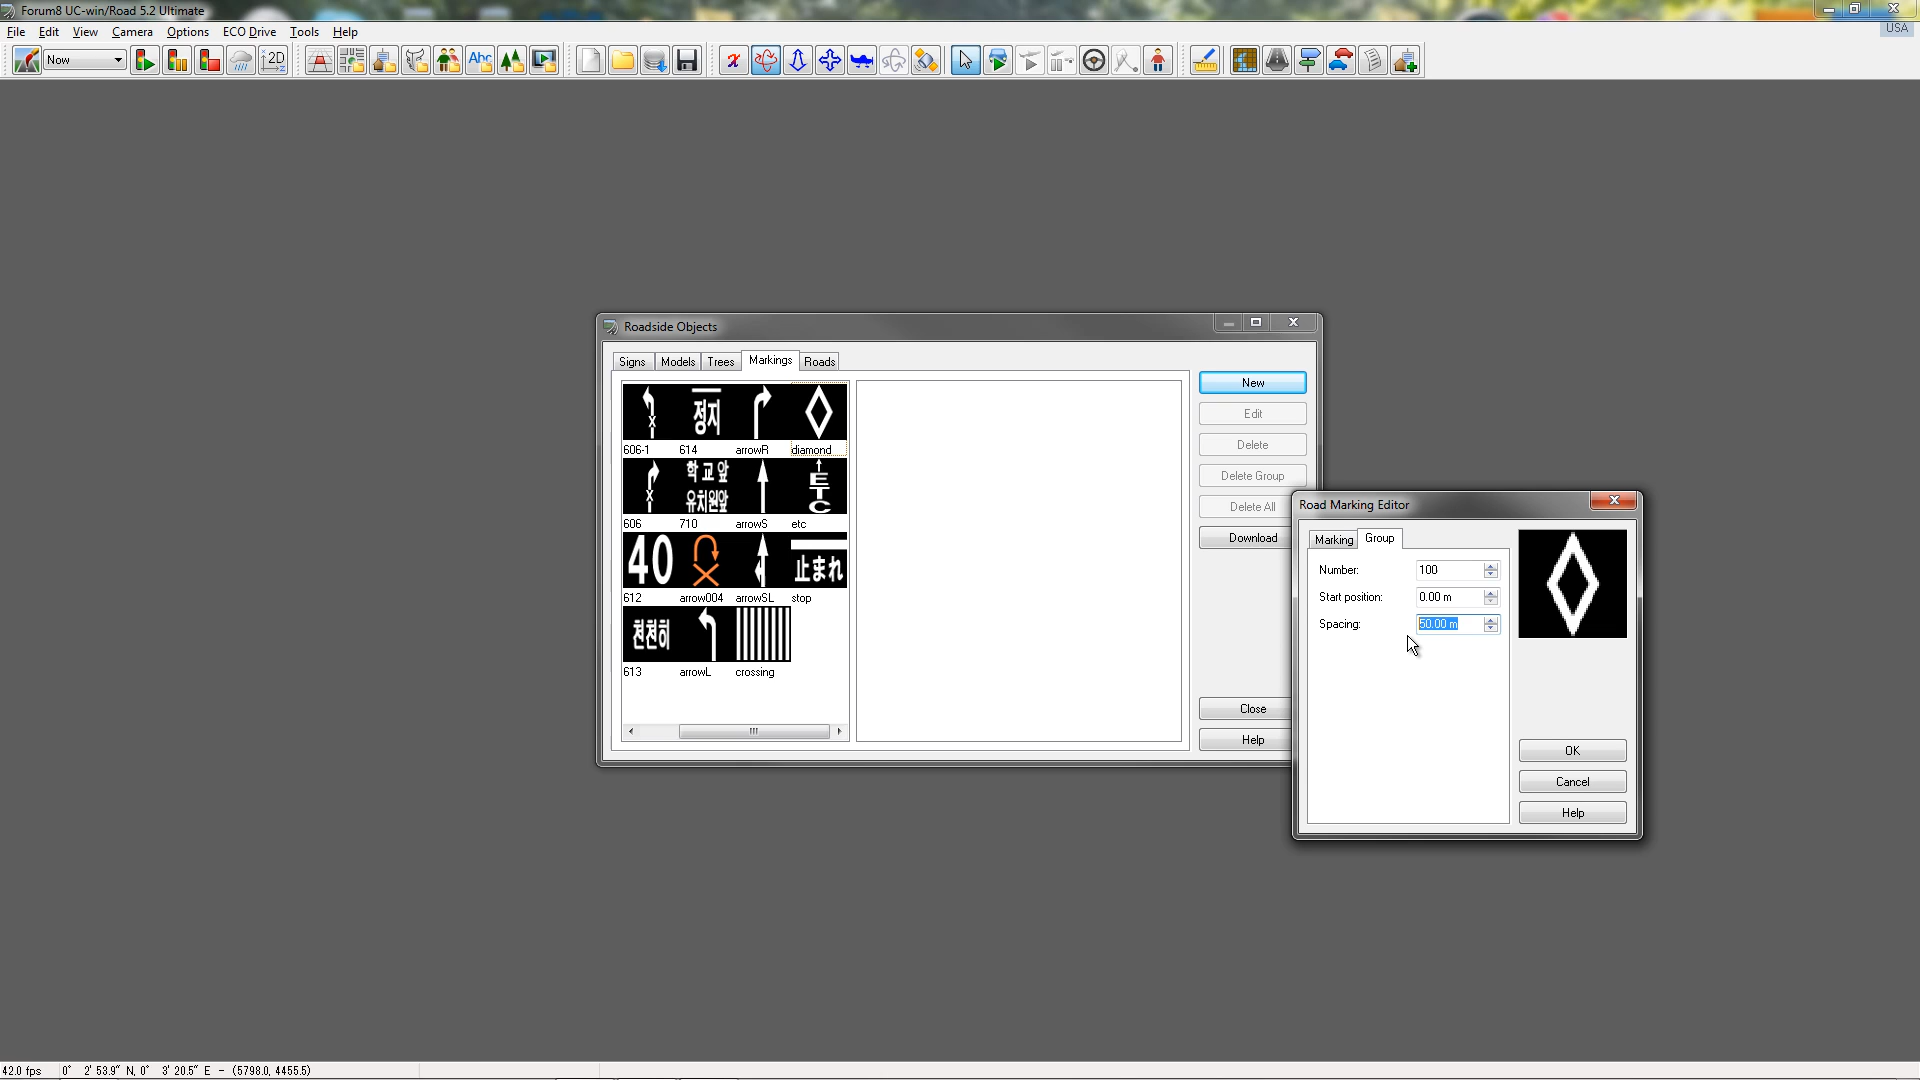 Forum8 UC-win/Road 5.2 Ultimate
File Edit View Camera Options ECO Drive Tools Help
USA
Now
2D
Abc
x
Roadside Objects
Signs Models Trees Markings Roads
New
Edit
Delete
Delete Group
Delete All
Download
Close
Help
정지
606-1 614 arrowR diamond
학교앞
유치원앞
ETC
606 710 arrowS etc
40
止まれ
612 arrow004 arrowSL stop
천천히
613 arrowL crossing
Road Marking Editor
Marking Group
Number: 100
Start position: 0.00 m
Spacing: 50.00 m
OK
Cancel
Help
42.0 fps 0° 2' 53.9" N, 0° 3' 20.5" E - (5798.0, 4455.5)